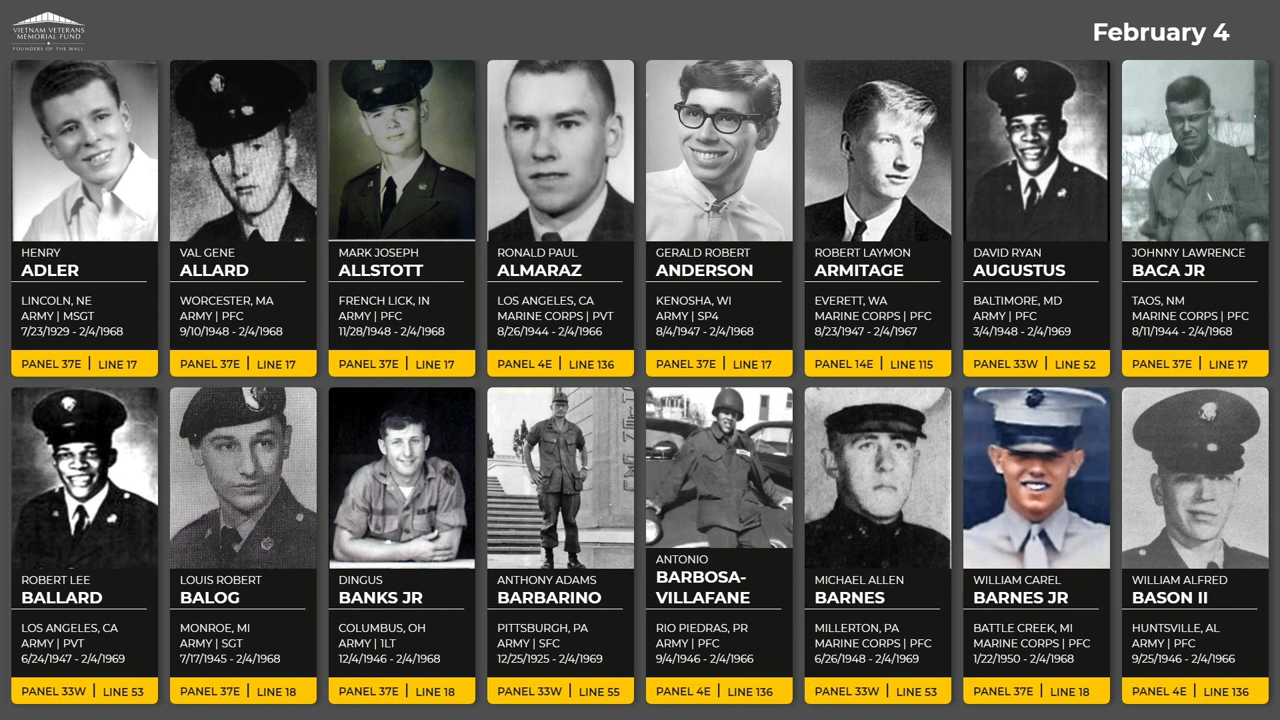 VIETNAM VETERANS
MEMORIAL FUND
FOUNDERS OF THE WALL
February 4
HENRY
ADLER
LINCOLN, NE
ARMY | MSGT
7/23/1929 - 2/4/1968
PANEL 37E | LINE 17
VAL GENE
ALLARD
WORCESTER, MA
ARMY | PFC
9/10/1948 - 2/4/1968
PANEL 37E | LINE 17
MARK JOSEPH
ALLSTOTT
FRENCH LICK, IN
ARMY | PFC
11/28/1948 - 2/4/1968
PANEL 37E | LINE 17
RONALD PAUL
ALMARAZ
LOS ANGELES, CA
MARINE CORPS | PVT
8/26/1944 - 2/4/1966
PANEL 4E | LINE 136
GERALD ROBERT
ANDERSON
KENOSHA, WI
ARMY | SP4
8/4/1947 - 2/4/1968
PANEL 37E | LINE 17
ROBERT LAYMON
ARMITAGE
EVERETT, WA
MARINE CORPS | PFC
8/23/1947 - 2/4/1967
PANEL 14E | LINE 115
DAVID RYAN
AUGUSTUS
BALTIMORE, MD
ARMY | PFC
3/4/1948 - 2/4/1969
PANEL 33W | LINE 52
JOHNNY LAWRENCE
BACA JR
TAOS, NM
MARINE CORPS | PFC
8/11/1944 - 2/4/1968
PANEL 37E | LINE 17
ROBERT LEE
BALLARD
LOS ANGELES, CA
ARMY | PVT
6/24/1947 - 2/4/1969
PANEL 33W | LINE 53
LOUIS ROBERT
BALOG
MONROE, MI
ARMY | SGT
7/17/1945 - 2/4/1968
PANEL 37E | LINE 18
DINGUS
BANKS JR
COLUMBUS, OH
ARMY | 1LT
12/4/1946 - 2/4/1968
PANEL 37E | LINE 18
ANTHONY ADAMS
BARBARINO
PITTSBURGH, PA
ARMY | SFC
12/25/1925 - 2/4/1969
PANEL 33W | LINE 55
ANTONIO
BARBOSA-
VILLAFANE
RIO PIEDRAS, PR
ARMY | PFC
9/4/1946 - 2/4/1966
PANEL 4E | LINE 136
MICHAEL ALLEN
BARNES
MILLERTON, PA
MARINE CORPS | PFC
6/26/1948 - 2/4/1969
PANEL 33W | LINE 53
WILLIAM CAREL
BARNES JR
BATTLE CREEK, MI
MARINE CORPS | PFC
1/22/1950 - 2/4/1968
PANEL 37E | LINE 18
WILLIAM ALFRED
BASON II
HUNTSVILLE, AL
ARMY | PFC
9/25/1946 - 2/4/1966
PANEL 4E | LINE 136